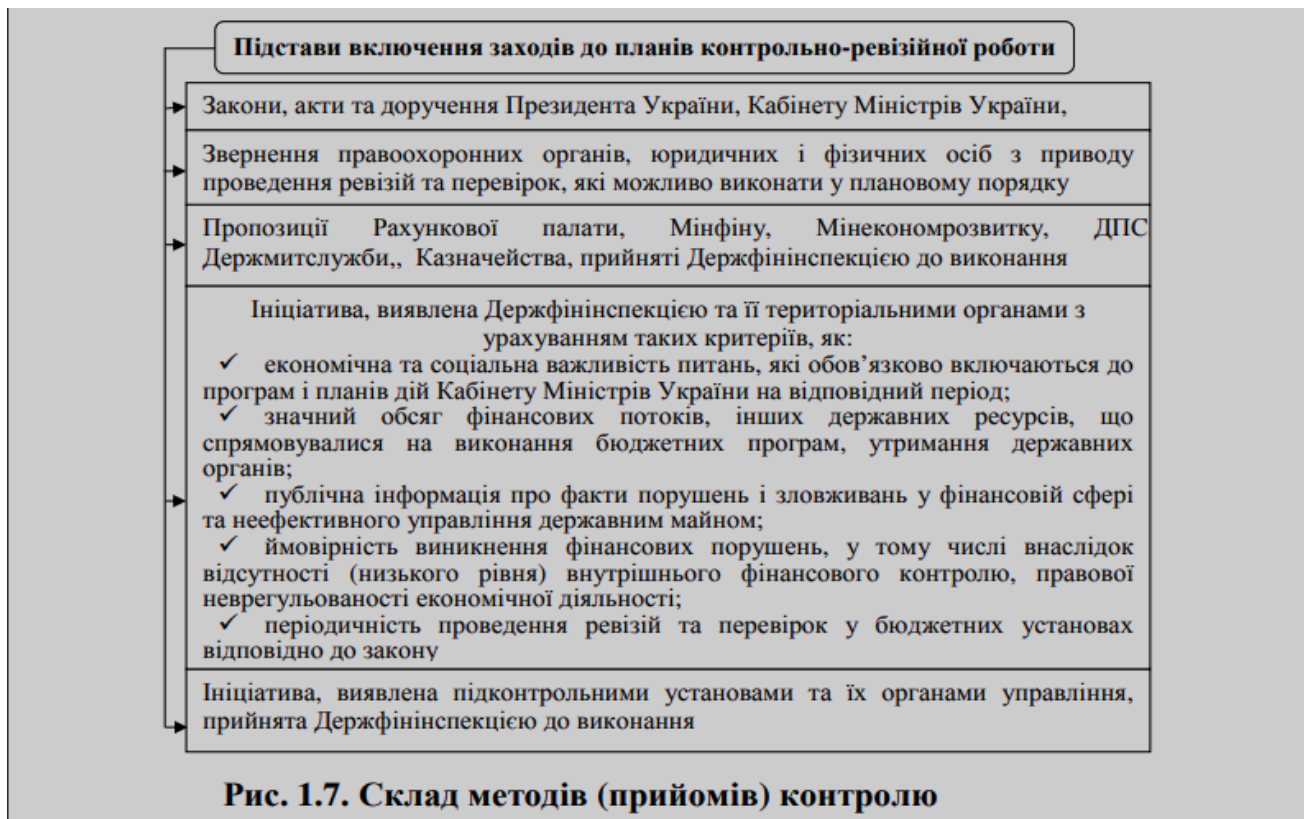 Підстави включення заходів до планів контрольно-ревізійної роботи
Закони, акти та доручення Президента України, Кабінету Міністрів України,
Звернення правоохоронних органів, юридичних і фізичних осіб з приводу
проведення ревізій та перевірок, які можливо виконати у плановому порядку
Пропозиції Рахункової палати, Мінфіну, Мінекономрозвитку, ДПС
Держмитслужби,, Казначейства, прийняті Держфінінспекцією до виконання
Ініціатива, виявлена Держфінінспекцією та її територіальними органами з
урахуванням таких критеріїв, як:
✓ економічна та соціальна важливість питань, які обов’язково включаються до
програм і планів дій Кабінету Міністрів України на відповідний період;
✓ значний обсяг фінансових потоків, інших державних ресурсів, що
спрямовувалися на виконання бюджетних програм, утримання державних
органів;
✓ публічна інформація про факти порушень і зловживань у фінансовій сфері
та неефективного управління державним майном;
✓ ймовірність виникнення фінансових порушень, у тому числі внаслідок
відсутності (низького рівня) внутрішнього фінансового контролю, правової
неврегульованості економічної діяльності;
✓ періодичність проведення ревізій та перевірок у бюджетних установах
відповідно до закону
Ініціатива, виявлена підконтрольними установами та їх органами управління,
прийнята Держфінінспекцією до виконання
Рис. 1.7. Склад методів (прийомів) контролю